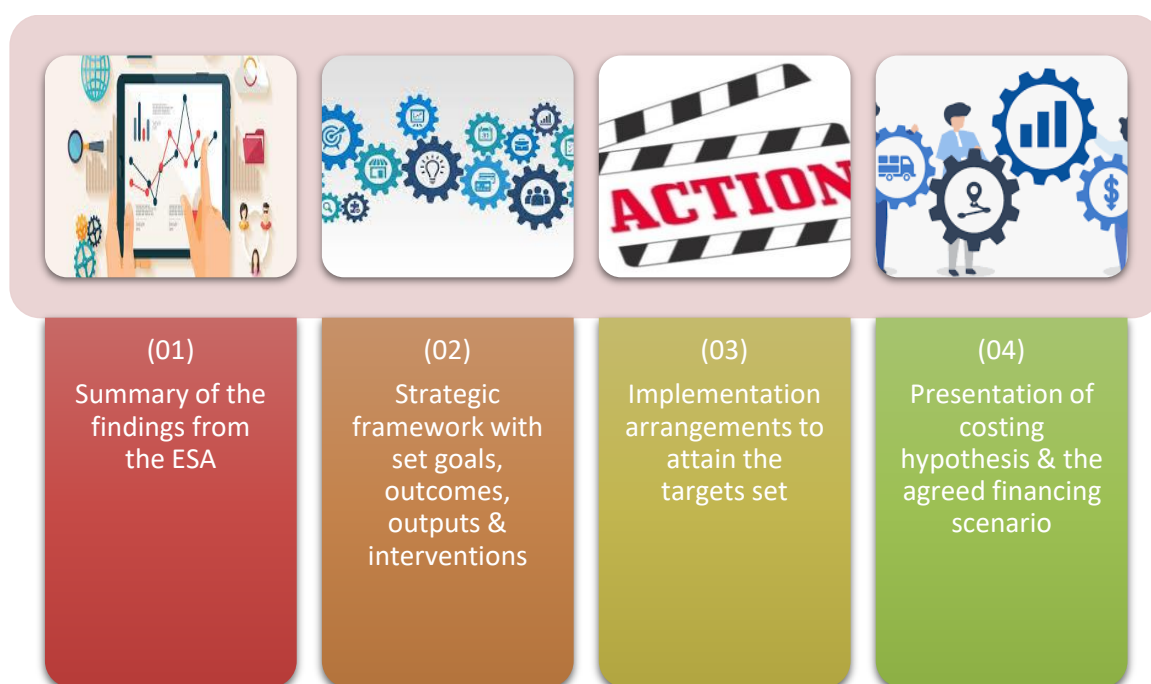 ACTION
(01)
Summary of the
findings from
the ESA
(02)
Strategic
framework with
set goals,
outcomes,
outputs &
interventions
(03)
Implementation
arrangements to
attain the
targets set
(04)
Presentation of
costing
hypothesis & the
agreed financing
scenario